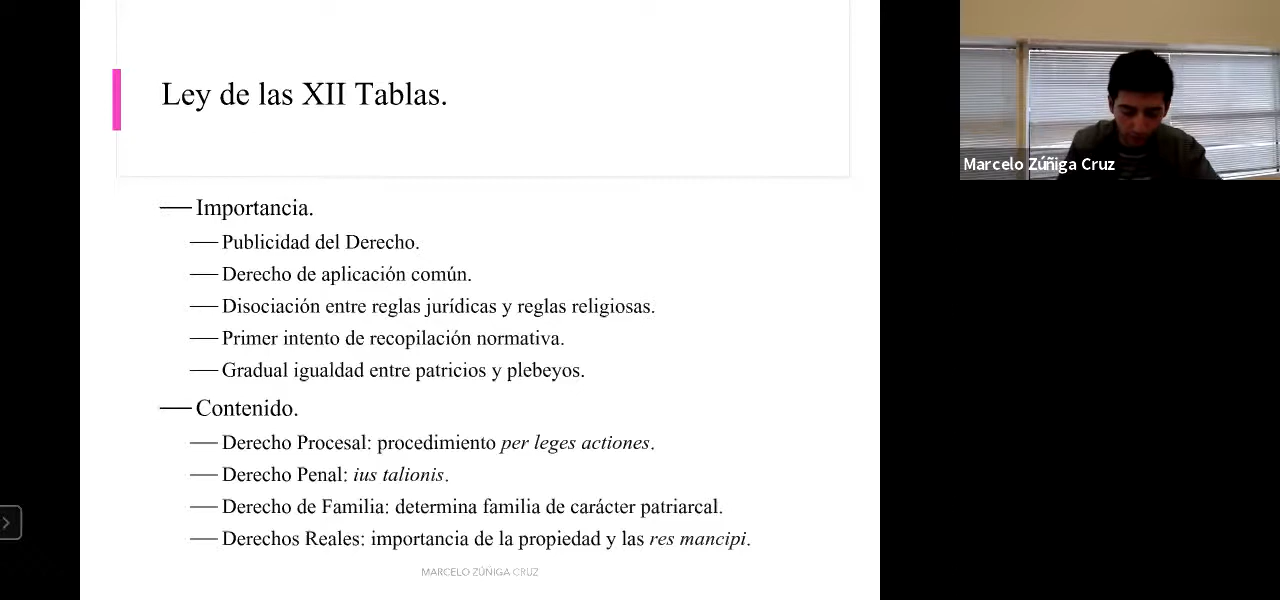 Ley de las XII Tablas.
Marcelo Zúñiga Cruz
Importancia.
Publicidad del Derecho.
Derecho de aplicación común.
Disociación entre reglas jurídicas y reglas religiosas.
Primer intento de recopilación normativa.
Gradual igualdad entre patricios y plebeyos.
Contenido.
Derecho Procesal: procedimiento per leges actiones.
Derecho Penal: ius talionis.
Derecho de Familia: determina familia de carácter patriarcal.
Derechos Reales: importancia de la propiedad y las res mancipi.
MARCELO ZÚÑIGA CRUZ